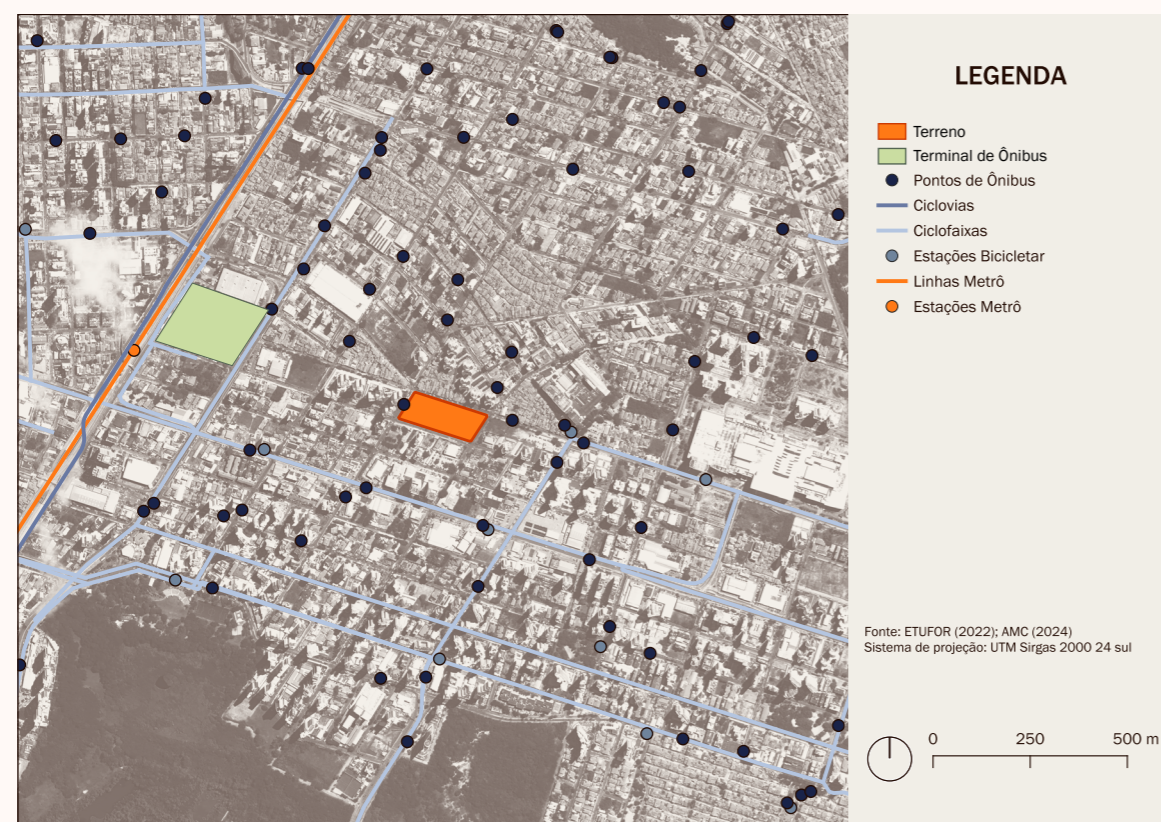 LEGENDA
Terreno
Terminal de Ônibus
Pontos de Ônibus
Ciclovias
Ciclofaixas
Estações Bicicletar
Linhas Metrô
Estações Metrô
Fonte: ETUFOR (2022); AMC (2024)
Sistema de projeção: UTM Sirgas 2000 24 sul
0 250 500 m